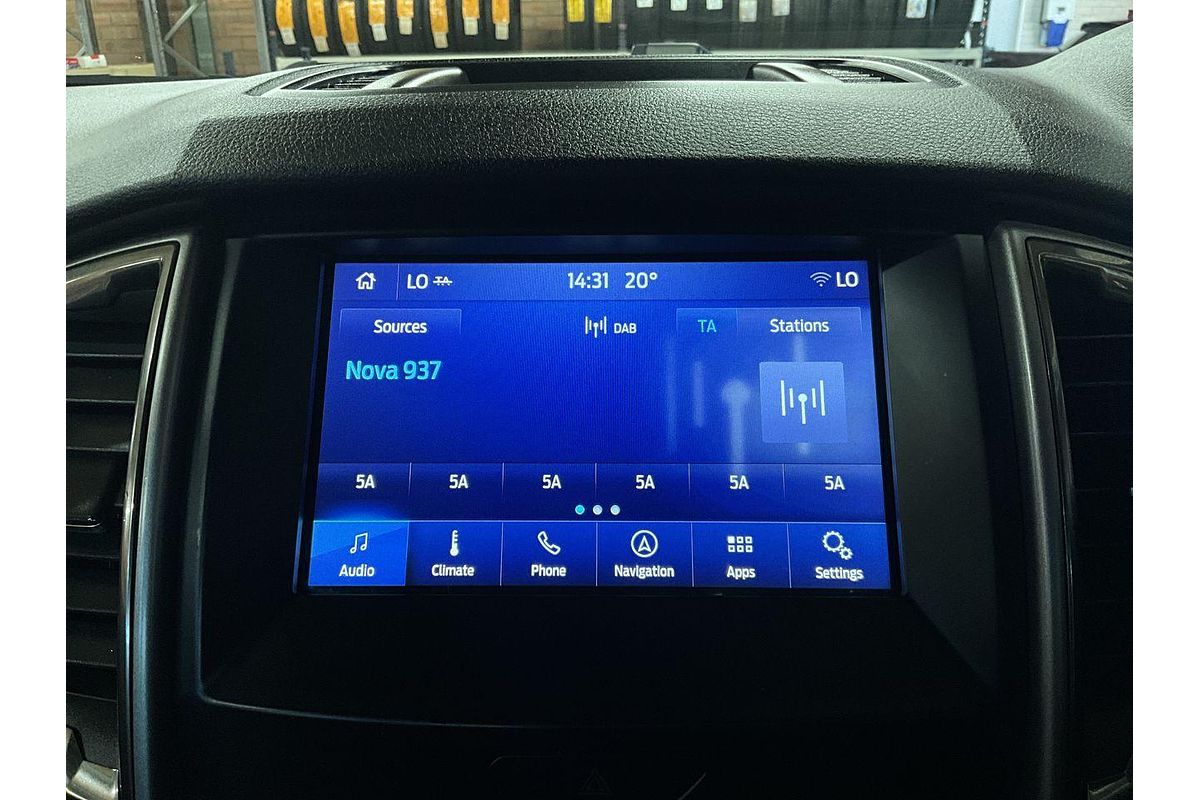 LO TA 14:31 20° LO
Sources DAB TA Stations
Nova 937
5A 5A 5A 5A 5A 5A
Audio Climate Phone Navigation Apps Settings